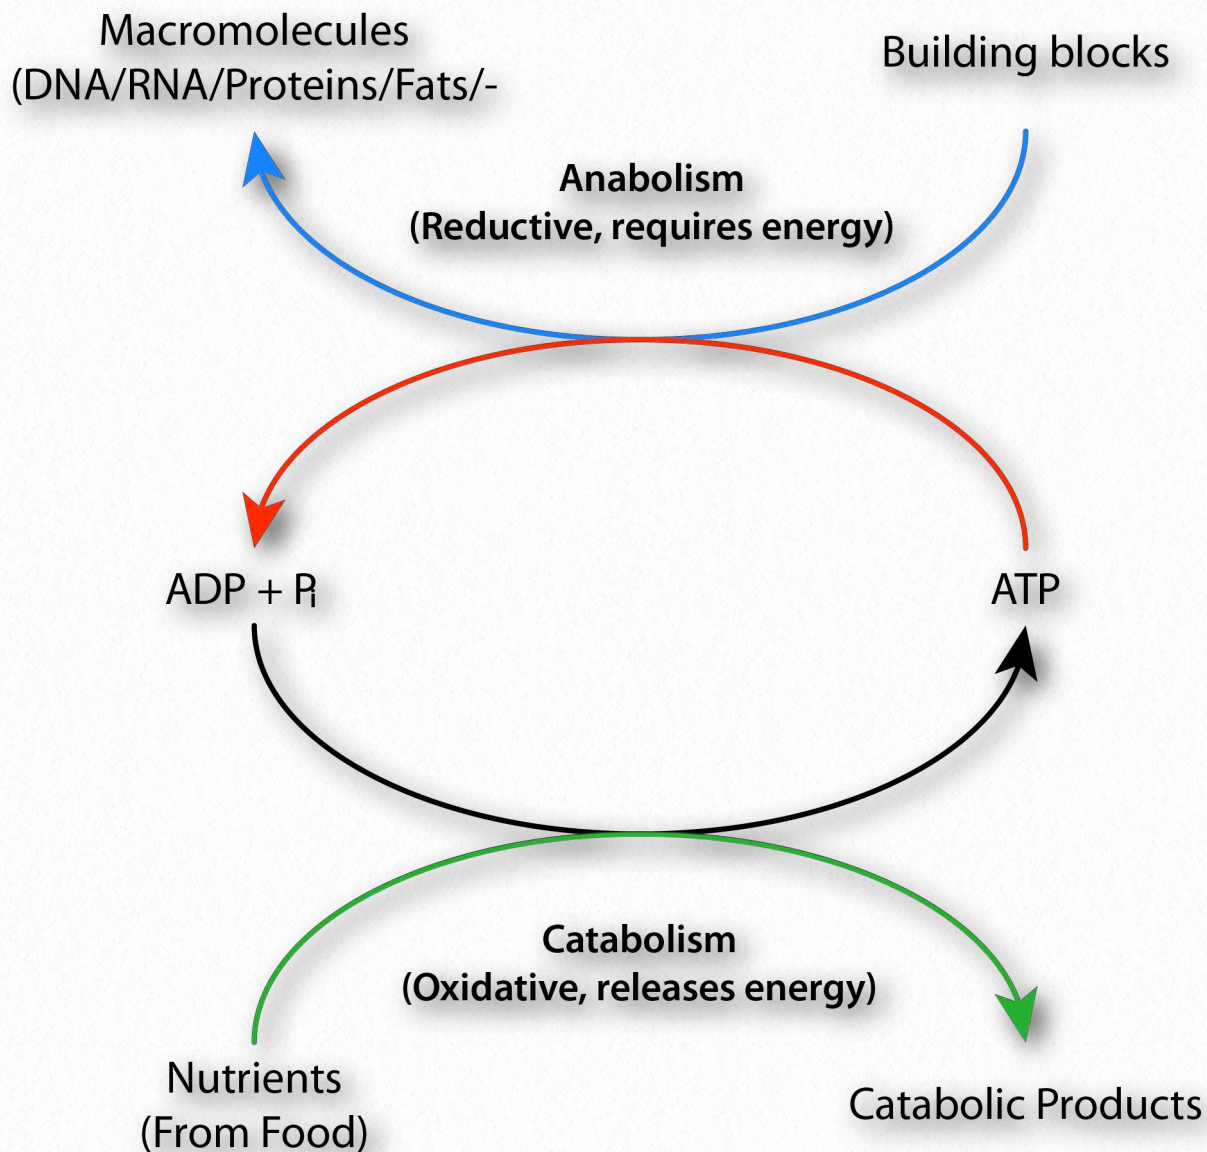 Macromolecules
(DNA/RNA/Proteins/Fats/-
Building blocks
Anabolism
(Reductive, requires energy)
ADP + Pi
ATP
Catabolism
(Oxidative, releases energy)
Nutrients
(From Food)
Catabolic Products